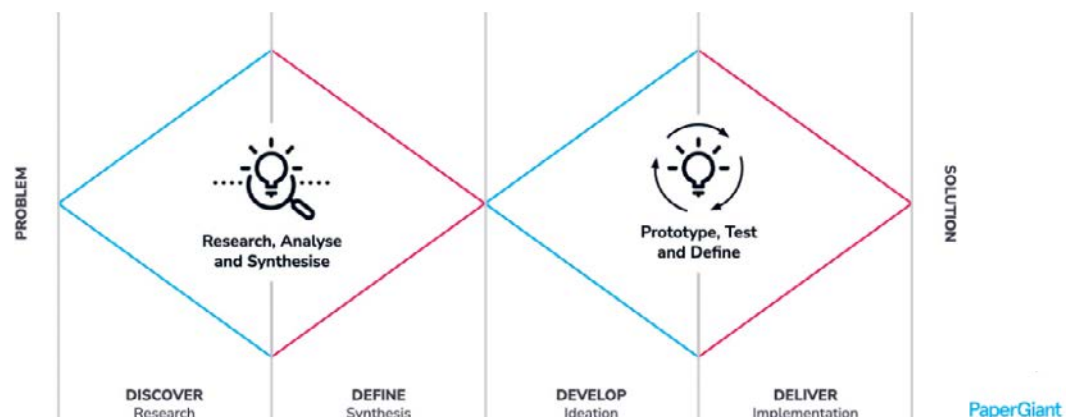 PROBLEM
Research, Analyse
and Synthesise
Prototype, Test
and Define
SOLUTION
DISCOVER
Research
DEFINE
Synthesis
DEVELOP
Ideation
DELIVER
Implementation
PaperGiant